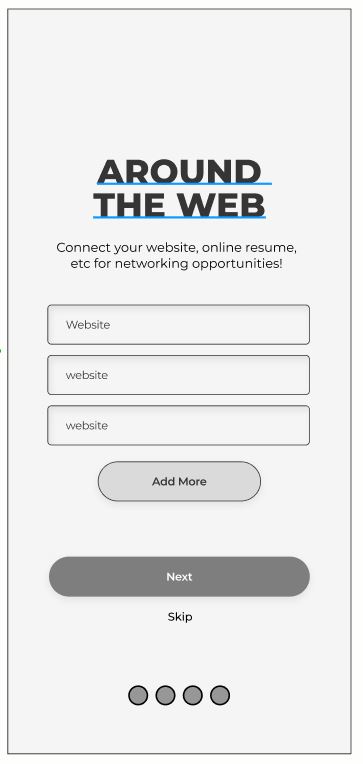 AROUND
THE WEB
Connect your website, online resume,
etc for networking opportunities!
Website
website
website
Add More
Next
Skip